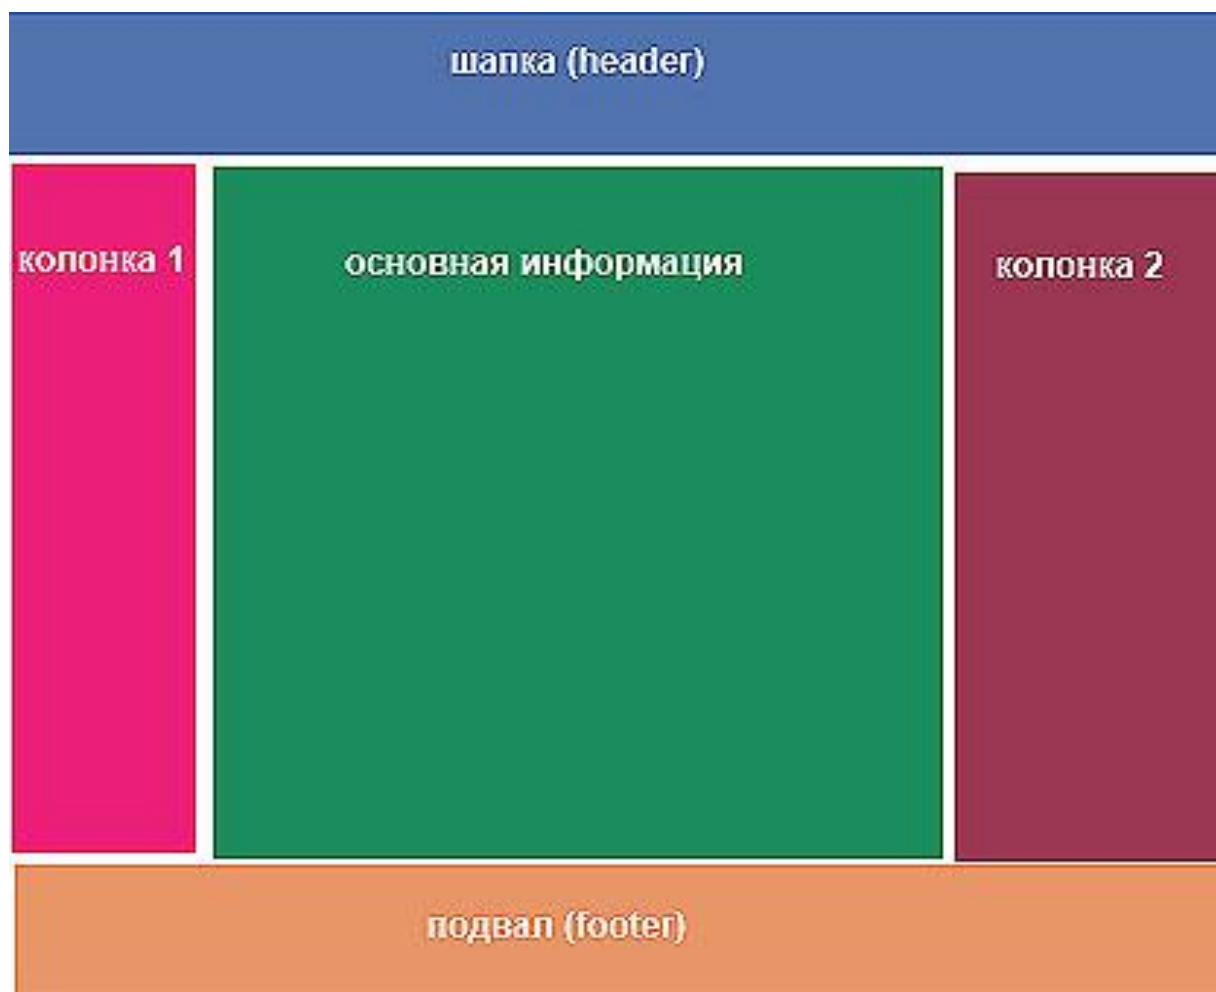 шапка (header)
колонка 1
основная информация
колонка 2
подвал (footer)